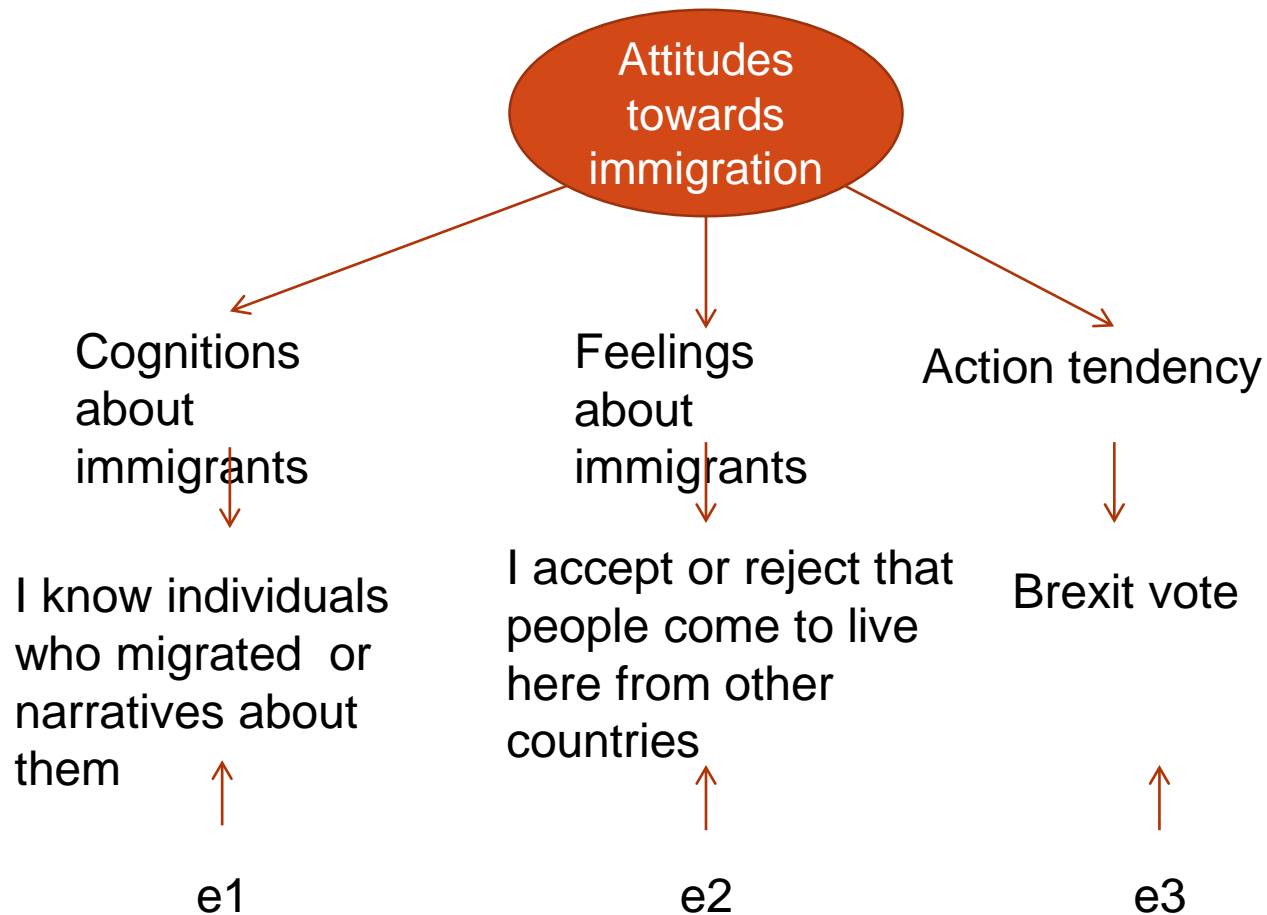 Attitudes
towards
immigration
Cognitions
about
immigrants
Feelings
about
immigrants
Action tendency
I know individuals
who migrated or
narratives about
them
I accept or reject that
people come to live
here from other
countries
Brexit vote
e1
e2
e3